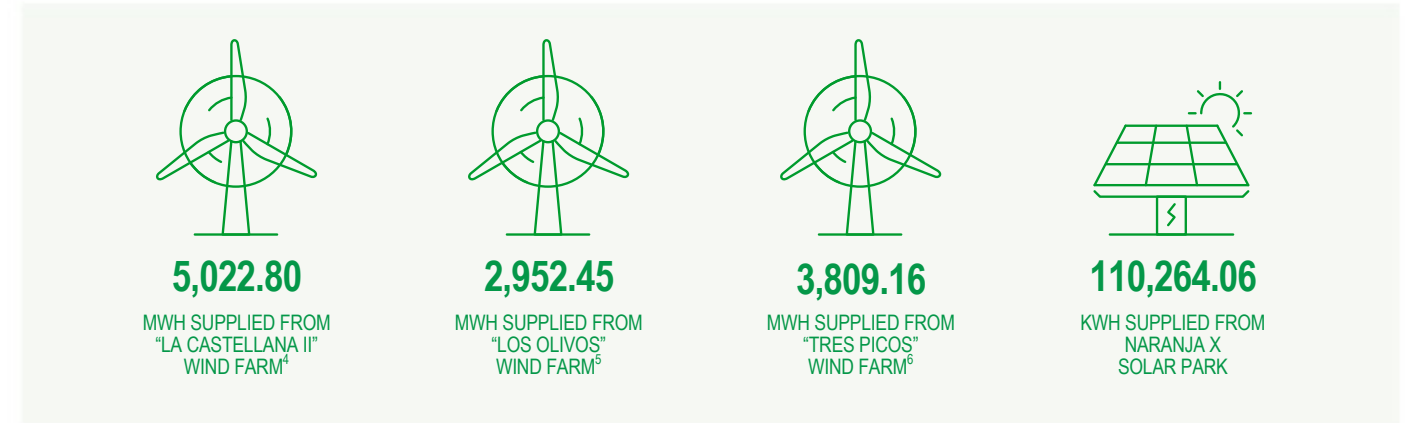 5,022.80
MWH SUPPLIED FROM
“LA CASTELLANA II”
WIND FARM4
2,952.45
MWH SUPPLIED FROM
“LOS OLIVOS”
WIND FARM5
3,809.16
MWH SUPPLIED FROM
“TRES PICOS”
WIND FARM6
110,264.06
KWH SUPPLIED FROM
NARANJA X
SOLAR PARK